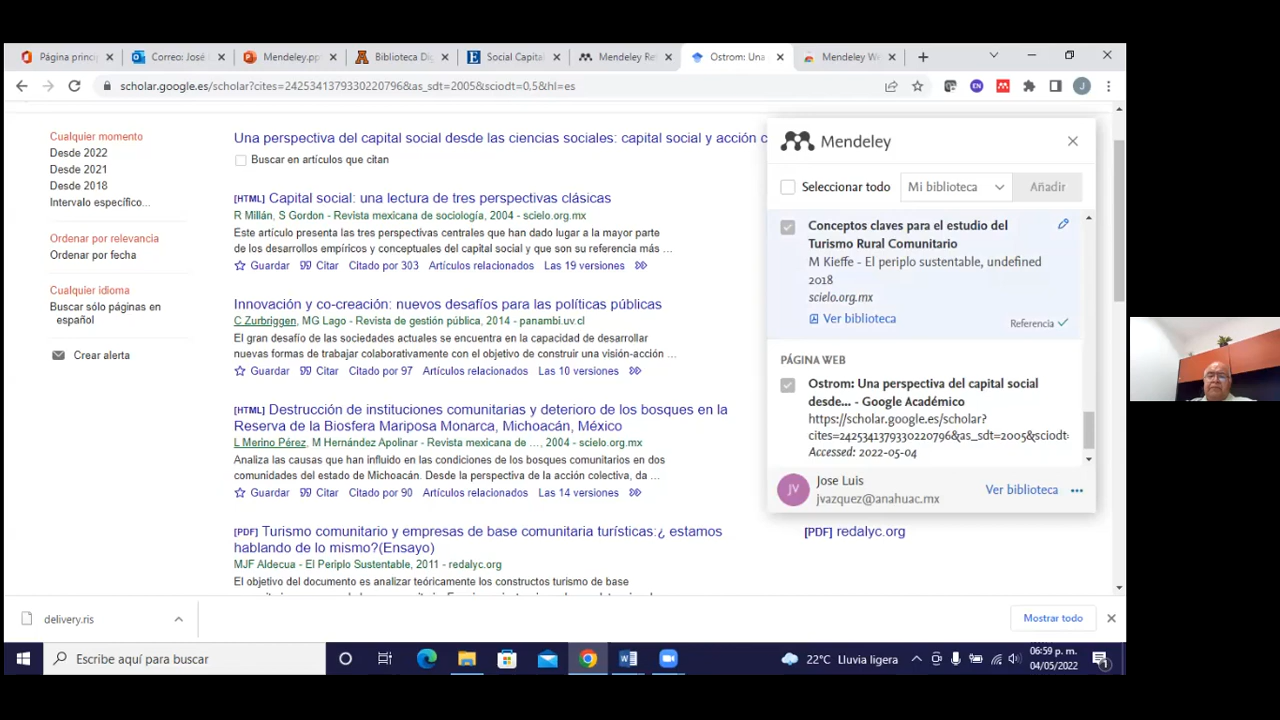 Página princ
Correo: José l
Mendeley.pp
Biblioteca Di
Social Capita
Mendeley Re
Ostrom: Una
Mendeley We
scholar.google.es/scholar?cites=2425341379330220796&as_sdt=2005&sciodt=0,5&hl=es
EN
J
Cualquier momento
Desde 2022
Desde 2021
Desde 2018
Intervalo específico...
Ordenar por relevancia
Ordenar por fecha
Cualquier idioma
Buscar sólo páginas en
español
Crear alerta
Una perspectiva del capital social desde las ciencias sociales: capital social y acción c
Buscar en artículos que citan
[HTML] Capital social: una lectura de tres perspectivas clásicas
R Millán, S Gordon - Revista mexicana de sociología, 2004 - scielo.org.mx
Este artículo presenta las tres perspectivas centrales que han dado lugar a la mayor parte
de los desarrollos empíricos y conceptuales del capital social y que son su referencia más ...
Guardar Citar Citado por 303 Artículos relacionados Las 19 versiones
Innovación y co-creación: nuevos desafíos para las políticas públicas
C Zurbriggen, MG Lago - Revista de gestión pública, 2014 - panambi.uv.cl
El gran desafío de las sociedades actuales se encuentra en la capacidad de desarrollar
nuevas formas de trabajar colaborativamente con el objetivo de construir una visión-acción ...
Guardar Citar Citado por 97 Artículos relacionados Las 10 versiones
[HTML] Destrucción de instituciones comunitarias y deterioro de los bosques en la
Reserva de la Biosfera Mariposa Monarca, Michoacán, México
L Merino Pérez, M Hernández Apolinar - Revista mexicana de ..., 2004 - scielo.org.mx
Analiza las causas que han influido en las condiciones de los bosques comunitarios en dos
comunidades del estado de Michoacán. Desde la perspectiva de la acción colectiva, da ...
Guardar Citar Citado por 90 Artículos relacionados Las 14 versiones
[PDF] Turismo comunitario y empresas de base comunitaria turísticas:¿ estamos
hablando de lo mismo?(Ensayo)
MJF Aldecua - El Periplo Sustentable, 2011 - redalyc.org
El objetivo del documento es analizar teóricamente los constructos turismo de base
[PDF] redalyc.org
Mendeley
Seleccionar todo
Mi biblioteca
Añadir
Conceptos claves para el estudio del
Turismo Rural Comunitario
M Kieffe - El periplo sustentable, undefined
2018
scielo.org.mx
Ver biblioteca
Referencia
PÁGINA WEB
Ostrom: Una perspectiva del capital social
desde... - Google Académico
https://scholar.google.es/scholar?
cites=2425341379330220796&as_sdt=2005&sciodt=
Accessed: 2022-05-04
JV
Jose Luis
jvazquez@anahuac.mx
Ver biblioteca
delivery.ris
Mostrar todo
Escribe aquí para buscar
22°C Lluvia ligera
06:59 p. m.
04/05/2022
1